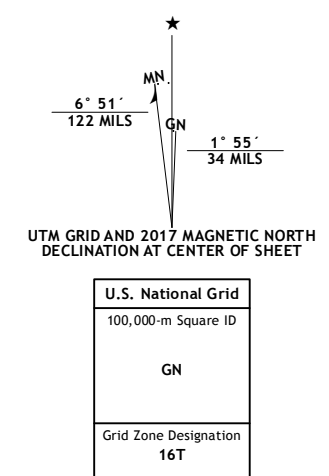 ★
MN
6° 51´
122 MILS
GN
1° 55´
34 MILS
UTM GRID AND 2017 MAGNETIC NORTH
DECLINATION AT CENTER OF SHEET
U.S. National Grid
100,000-m Square ID
GN
Grid Zone Designation
16T